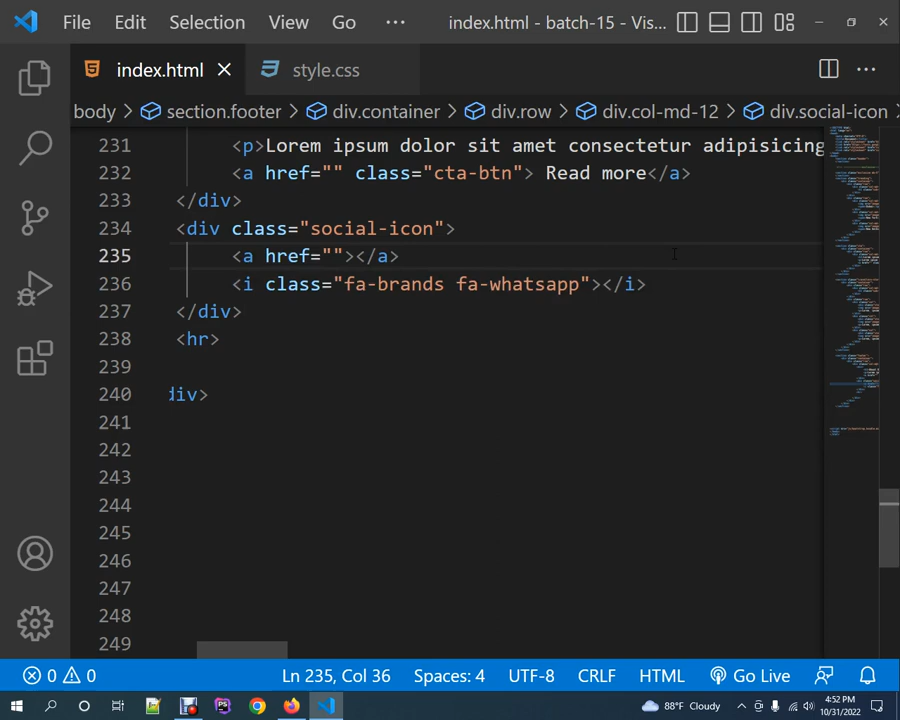 File Edit Selection View Go ··· index.html - batch-15 - Vis...
index.html style.css
body > section.footer > div.container > div.row > div.col-md-12 > div.social-icon
231 <p>Lorem ipsum dolor sit amet consectetur adipisicing
232 <a href="" class="cta-btn"> Read more</a>
233 </div>
234 <div class="social-icon">
235 <a href=""></a>
236 <i class="fa-brands fa-whatsapp"></i>
237 </div>
238 <hr>
239
240 div>
241
242
243
244
245
246
247
248
249
0 0 Ln 235, Col 36 Spaces: 4 UTF-8 CRLF HTML Go Live
PS 88°F Cloudy 4:52 PM
10/31/2022